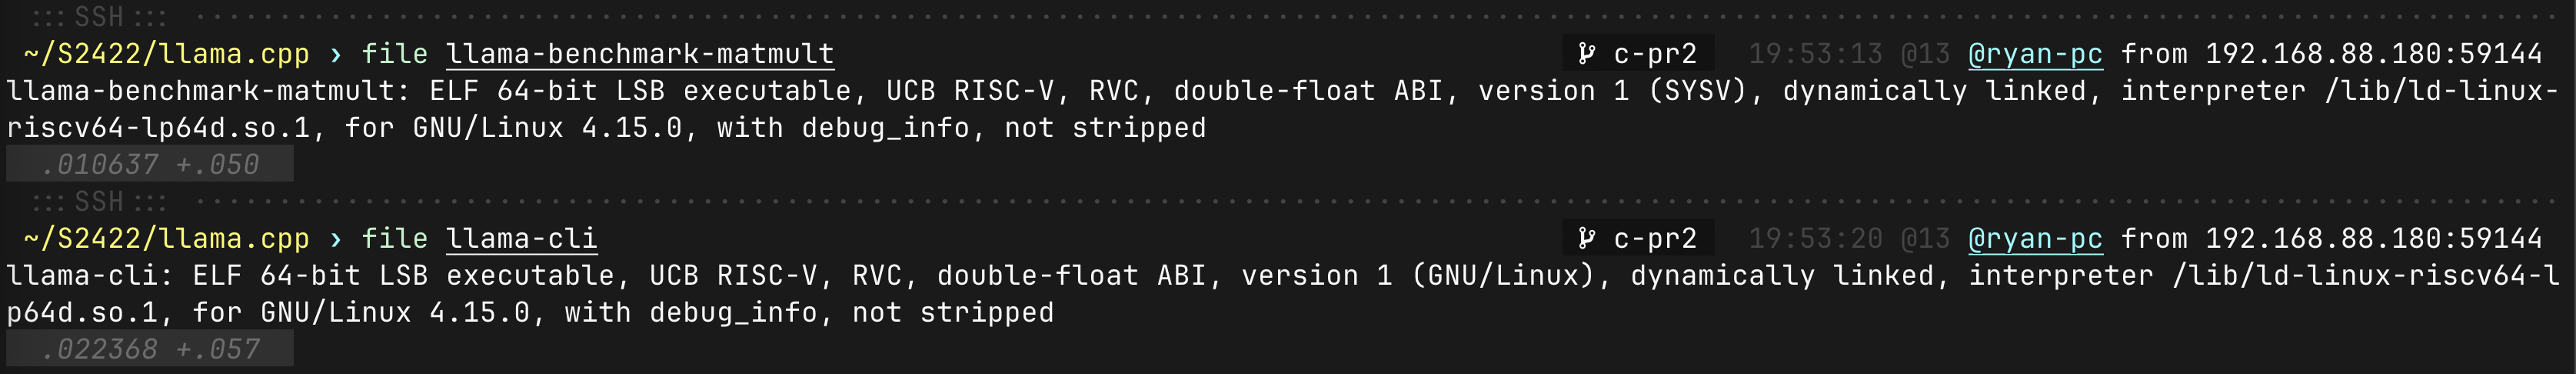 :::SSH:::
~/S2422/llama.cpp › file llama-benchmark-matmult c-pr2 19:53:13 @13 @ryan-pc from 192.168.88.180:59144
llama-benchmark-matmult: ELF 64-bit LSB executable, UCB RISC-V, RVC, double-float ABI, version 1 (SYSV), dynamically linked, interpreter /lib/ld-linux-
riscv64-lp64d.so.1, for GNU/Linux 4.15.0, with debug_info, not stripped
.010637 +.050
:::SSH:::
~/S2422/llama.cpp › file llama-cli c-pr2 19:53:20 @13 @ryan-pc from 192.168.88.180:59144
llama-cli: ELF 64-bit LSB executable, UCB RISC-V, RVC, double-float ABI, version 1 (GNU/Linux), dynamically linked, interpreter /lib/ld-linux-riscv64-l
p64d.so.1, for GNU/Linux 4.15.0, with debug_info, not stripped
.022368 +.057